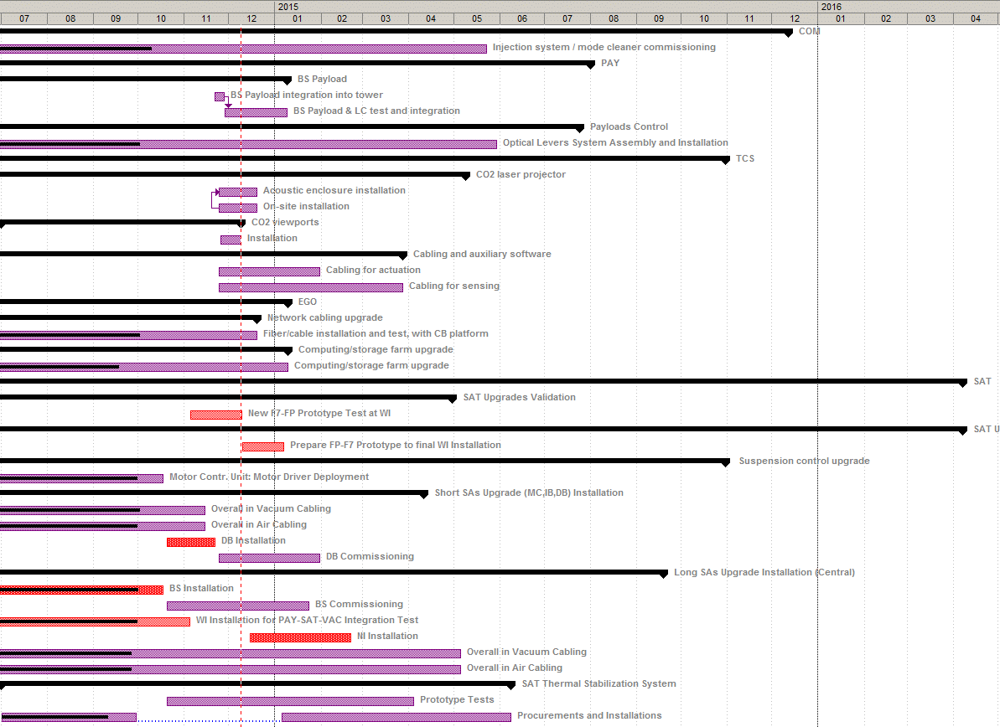 2015 2016
07 08 09 10 11 12 01 02 03 04 05 06 07 08 09 10 11 12 01 02 03 04
COM
Injection system / mode cleaner commissioning
PAY
BS Payload
BS Payload integration into tower
BS Payload & LC test and integration
Payloads Control
Optical Levers System Assembly and Installation
TCS
CO2 laser projector
Acoustic enclosure installation
On-site installation
CO2 viewports
Installation
Cabling and auxiliary software
Cabling for actuation
Cabling for sensing
EGO
Network cabling upgrade
Fiber/cable installation and test, with CB platform
Computing/storage farm upgrade
Computing/storage farm upgrade
SAT
SAT Upgrades Validation
New F7-FP Prototype Test at WI
SAT U
Prepare FP-F7 Prototype to final WI Installation
Suspension control upgrade
Motor Contr. Unit: Motor Driver Deployment
Short SAs Upgrade (MC,IB,DB) Installation
Overall in Vacuum Cabling
Overall in Air Cabling
DB Installation
DB Commissioning
Long SAs Upgrade Installation (Central)
BS Installation
BS Commissioning
WI Installation for PAY-SAT-VAC Integration Test
NI Installation
Overall in Vacuum Cabling
Overall in Air Cabling
SAT Thermal Stabilization System
Prototype Tests
Procurements and Installations